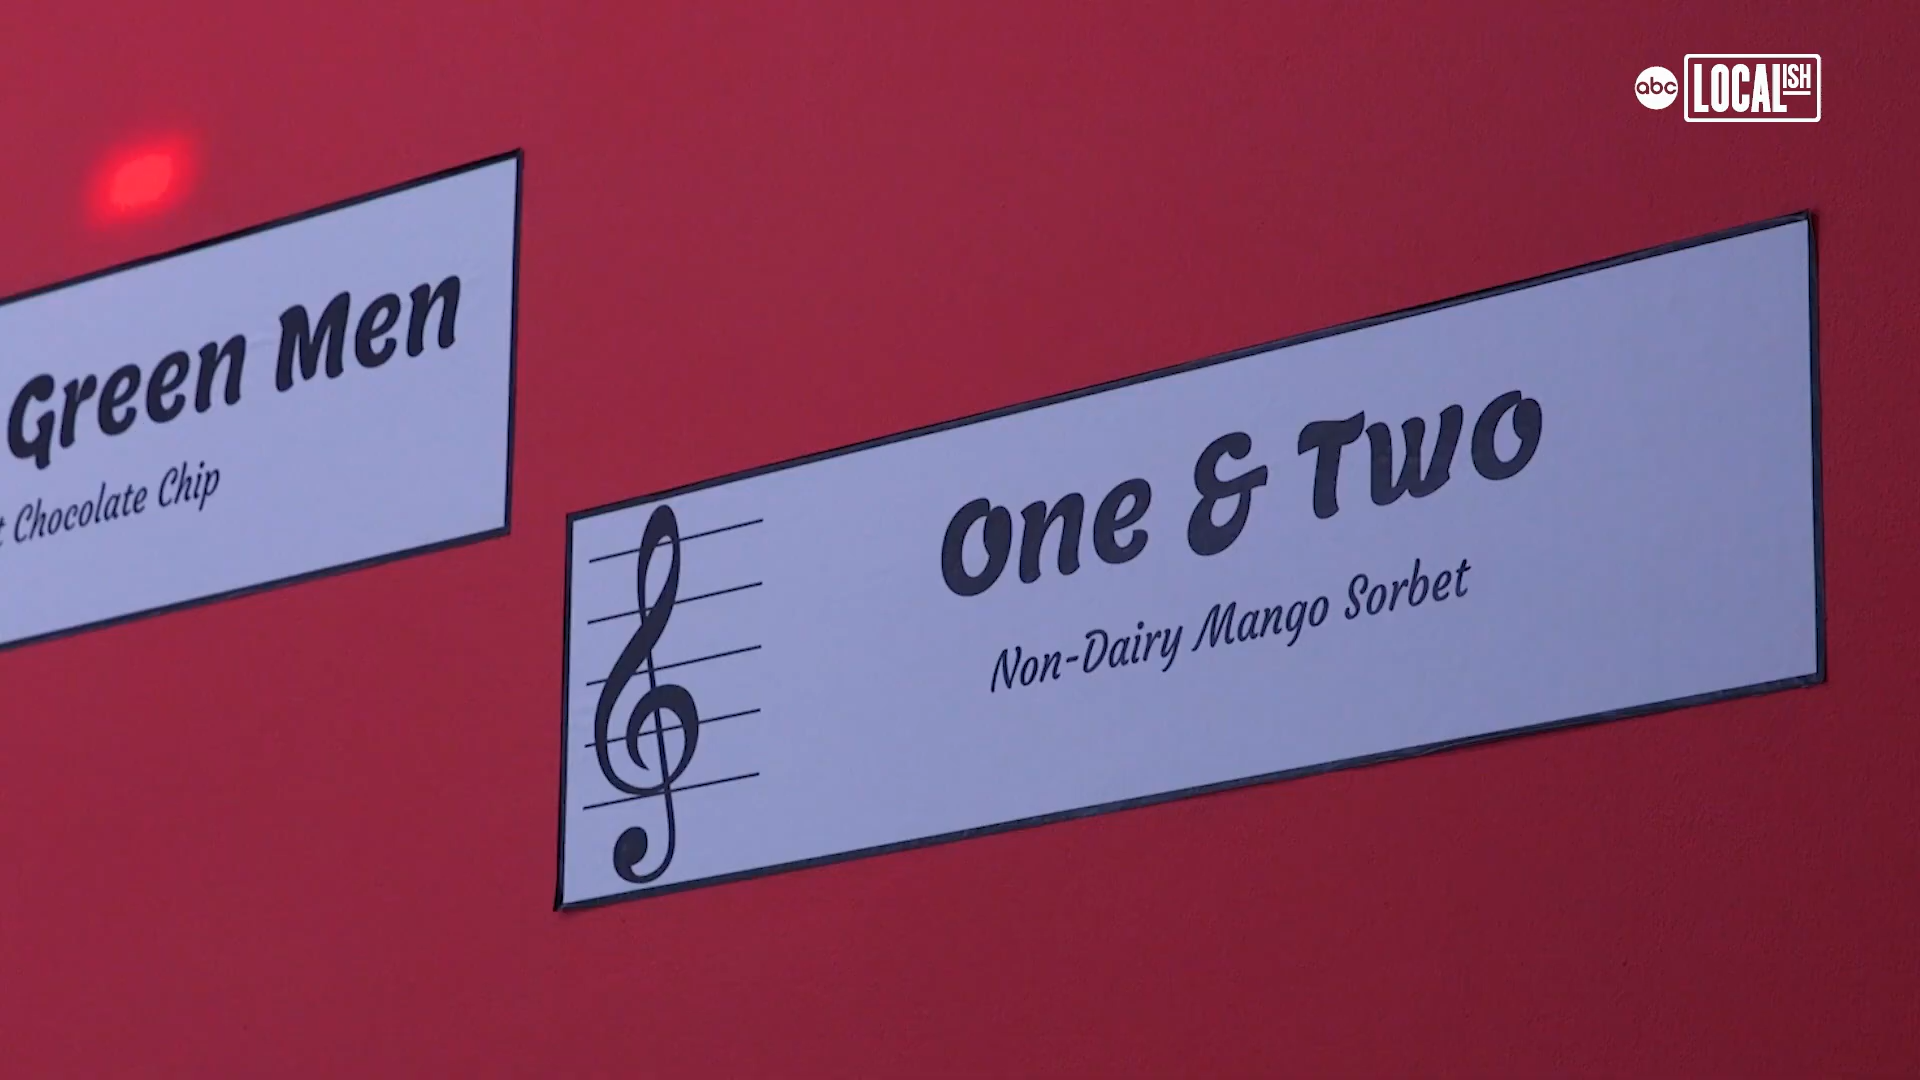 abc LOCALISH
Green Men
Chocolate Chip
One & Two
Non-Dairy Mango Sorbet